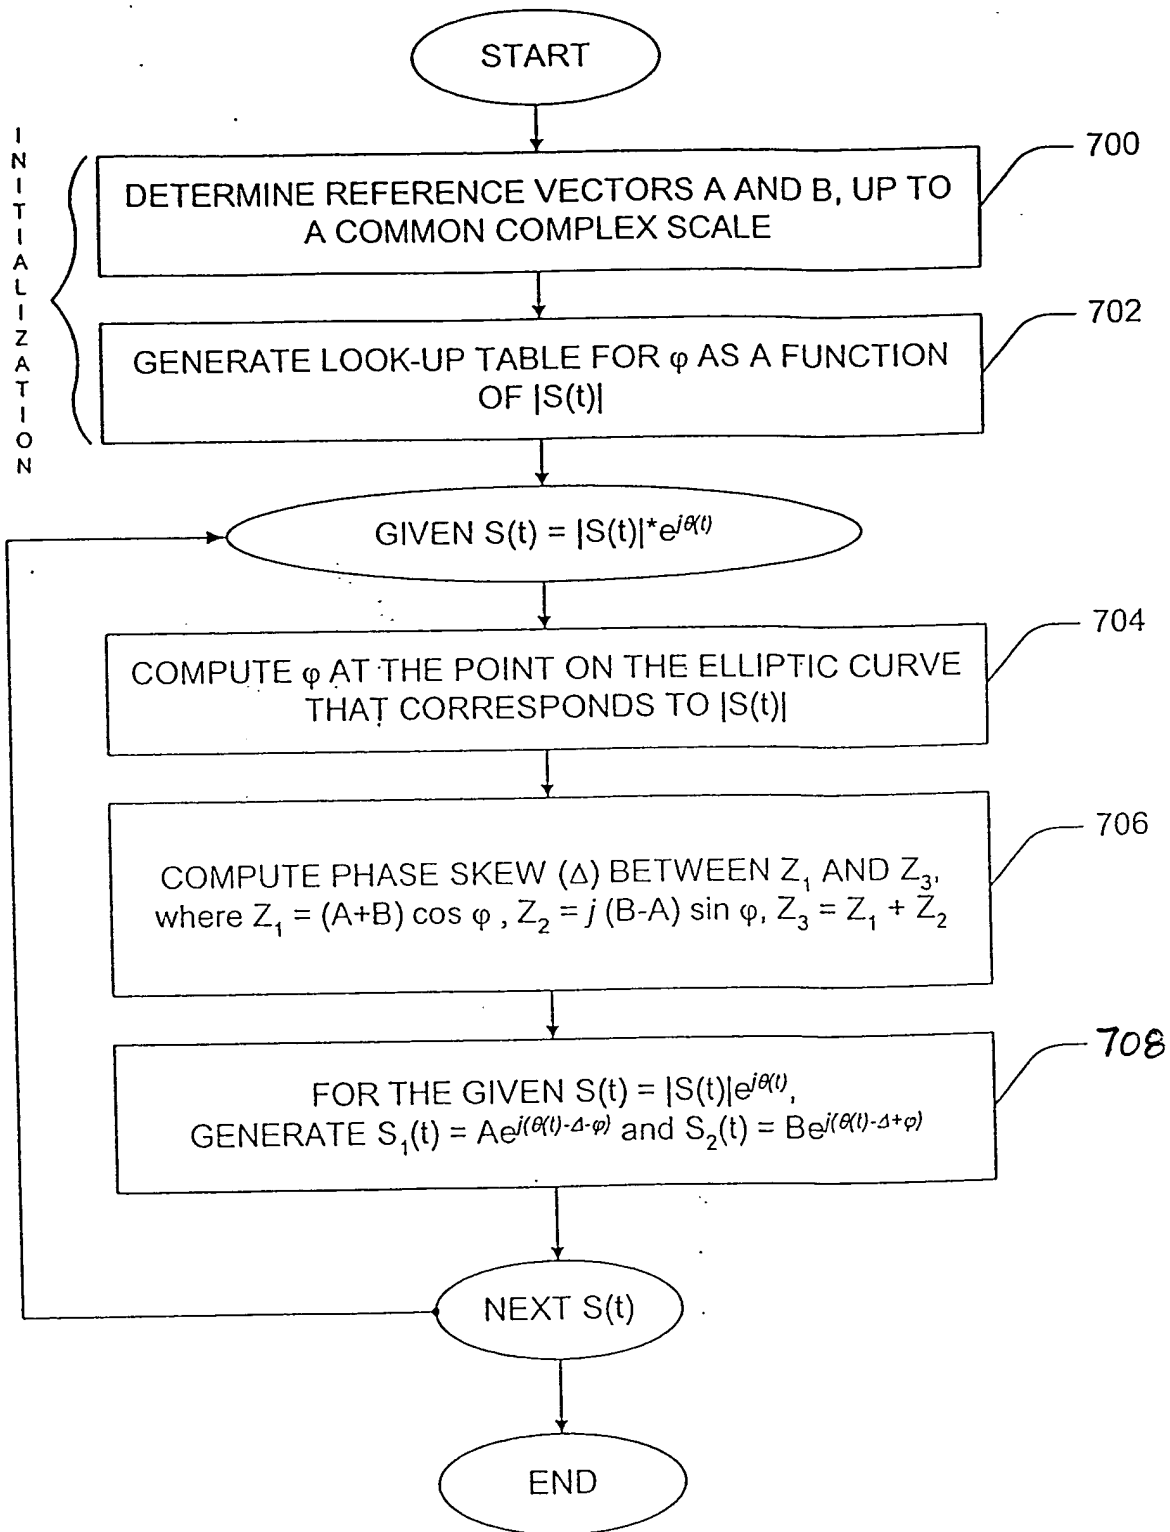 START
INITIALIZATION
700
DETERMINE REFERENCE VECTORS A AND B, UP TO
A COMMON COMPLEX SCALE
702
GENERATE LOOK-UP TABLE FOR φ AS A FUNCTION
OF |S(t)|
GIVEN S(t) = |S(t)|*e^{jθ(t)}
704
COMPUTE φ AT THE POINT ON THE ELLIPTIC CURVE
THAT CORRESPONDS TO |S(t)|
706
COMPUTE PHASE SKEW (Δ) BETWEEN Z₁ AND Z₃,
where Z₁ = (A+B) cos φ , Z₂ = j (B-A) sin φ, Z₃ = Z₁ + Z₂
708
FOR THE GIVEN S(t) = |S(t)|e^{jθ(t)},
GENERATE S₁(t) = Ae^{j(θ(t)-Δ-φ)} and S₂(t) = Be^{j(θ(t)-Δ+φ)}
NEXT S(t)
END